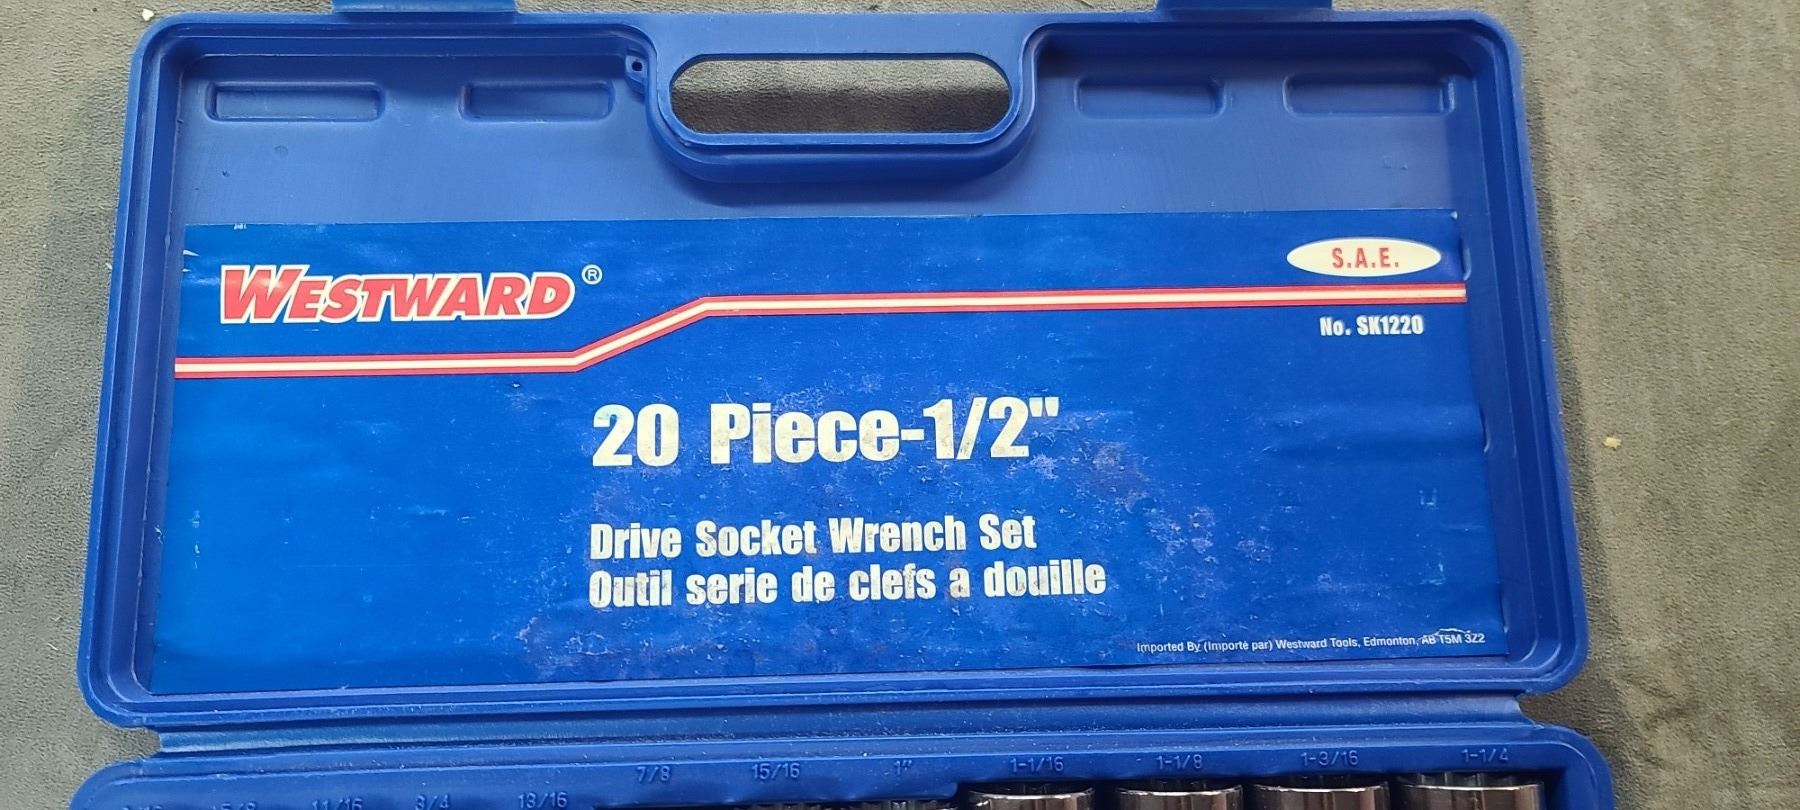 WESTWARD®
S.A.E.
No. SK1220
20 Piece-1/2"
Drive Socket Wrench Set
Outil serie de clefs a douille
Imported By (Importé par) Westward Tools, Edmonton, AB T5M 3Z2
7/8 15/16 1" 1-1/16 1-1/8 1-3/16 1-1/4
5/8 11/16 3/4 13/16